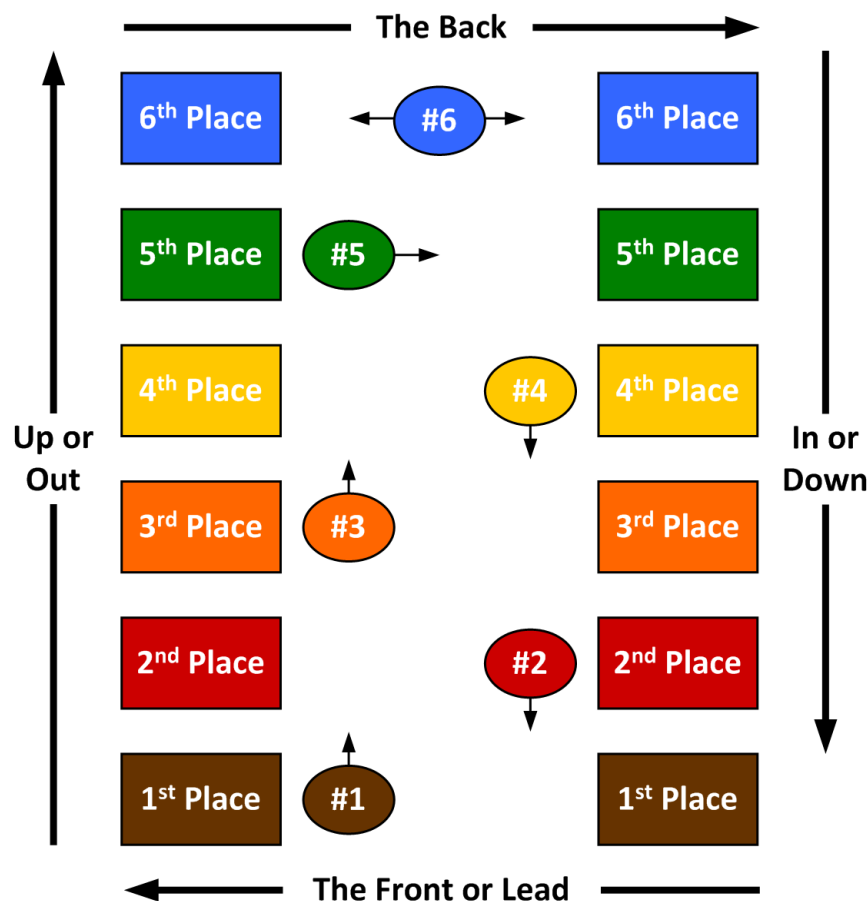 The Back
6th Place
#6
6th Place
5th Place
#5
5th Place
4th Place
#4
4th Place
Up or
Out
In or
Down
3rd Place
#3
3rd Place
2nd Place
#2
2nd Place
1st Place
#1
1st Place
The Front or Lead